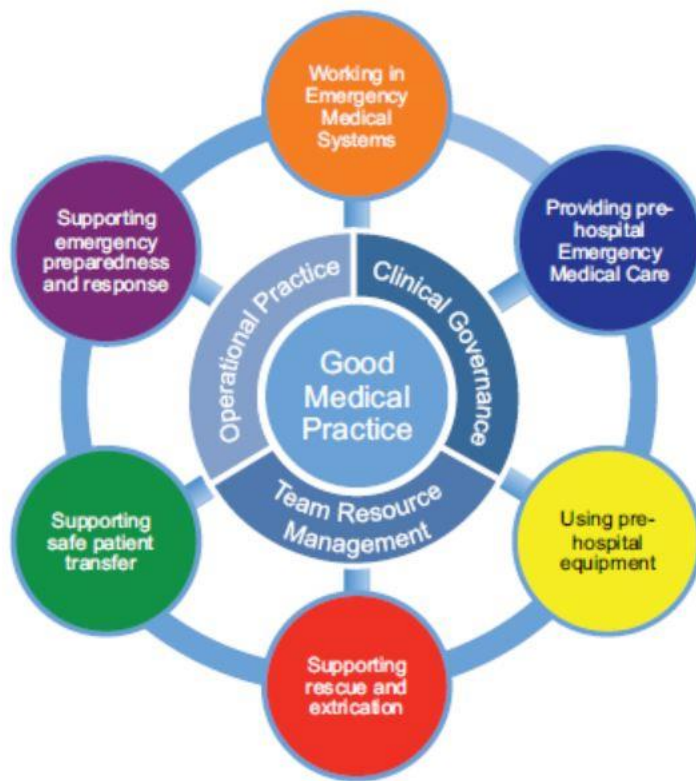 Working in
Emergency
Medical
Systems
Supporting
emergency
preparedness
and response
Providing pre-
hospital
Emergency
Medical Care
Operational Practice
Clinical Governance
Good
Medical
Practice
Team Resource
Management
Supporting
safe patient
transfer
Using pre-
hospital
equipment
Supporting
rescue and
extrication